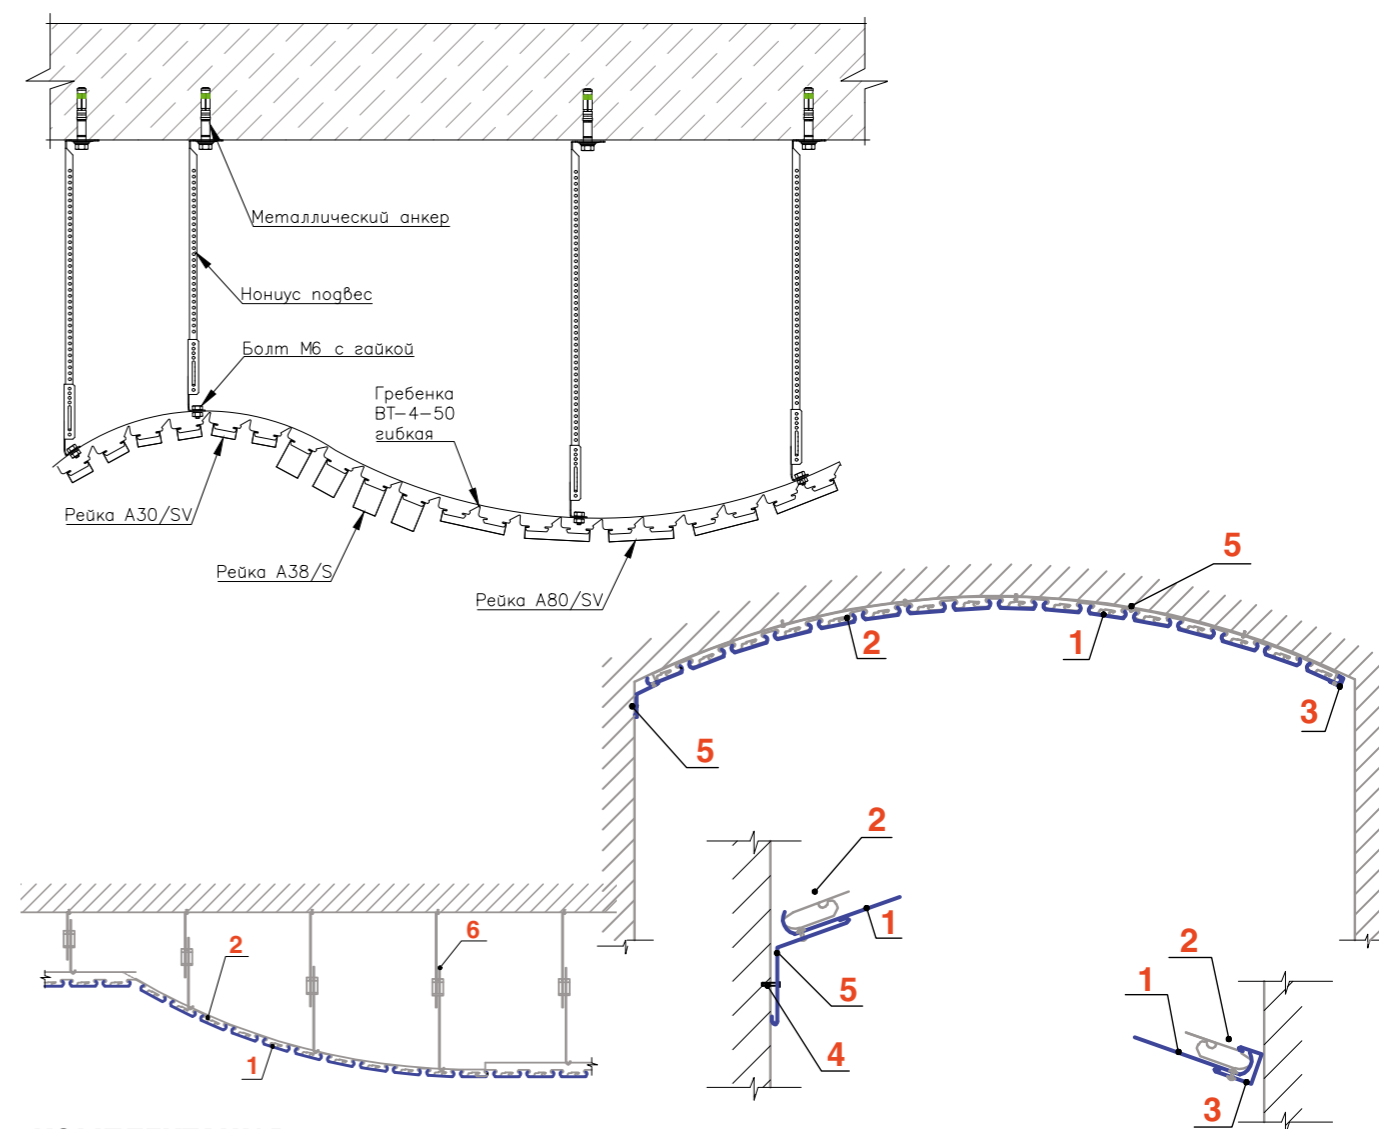 Металлический анкер
Нониус подвес
Болт М6 с гайкой
Гребенка
ВТ-4-50
гибкая
Рейка А30/SV
Рейка А38/S
Рейка А80/SV
5
2
1
3
5
2
1
5
4
2
1
3
6
2
1